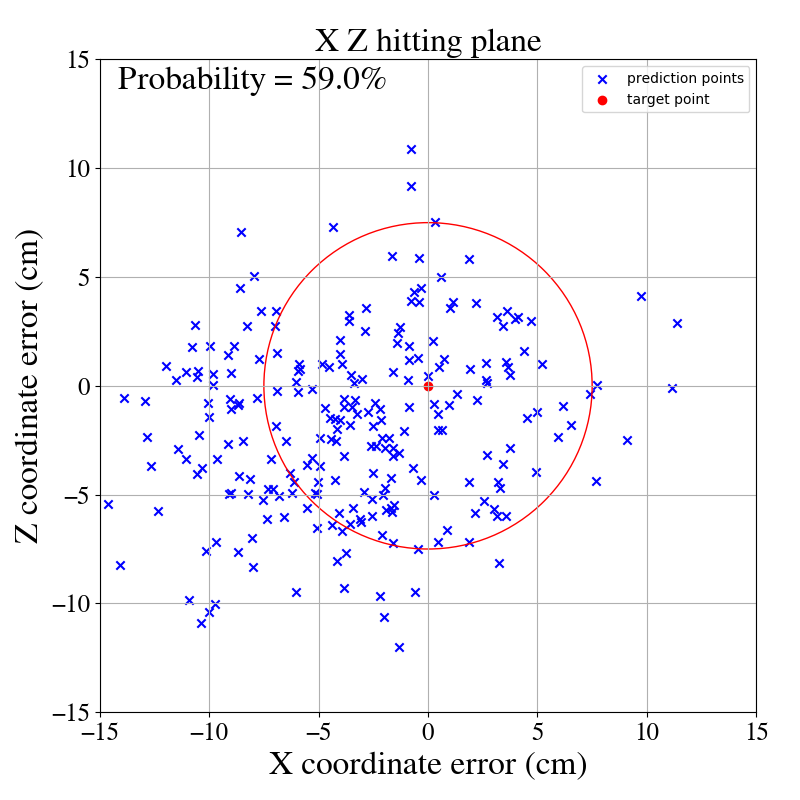 X Z hitting plane
Probability = 59.0%
prediction points
target point
15
10
5
0
−5
−10
−15
Z coordinate error (cm)
−15 −10 −5 0 5 10 15
X coordinate error (cm)